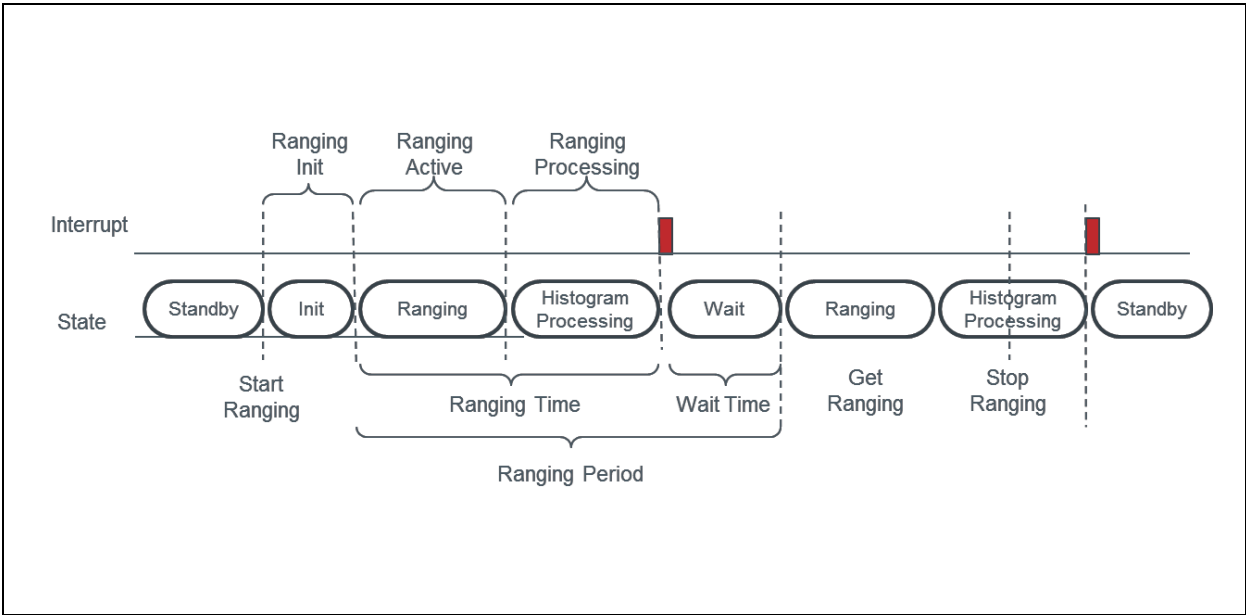 Ranging
Init
Ranging
Active
Ranging
Processing
Interrupt
State
Standby
Init
Ranging
Histogram
Processing
Wait
Ranging
Histogram
Processing
Standby
Start
Ranging
Ranging Time
Wait Time
Get
Ranging
Stop
Ranging
Ranging Period